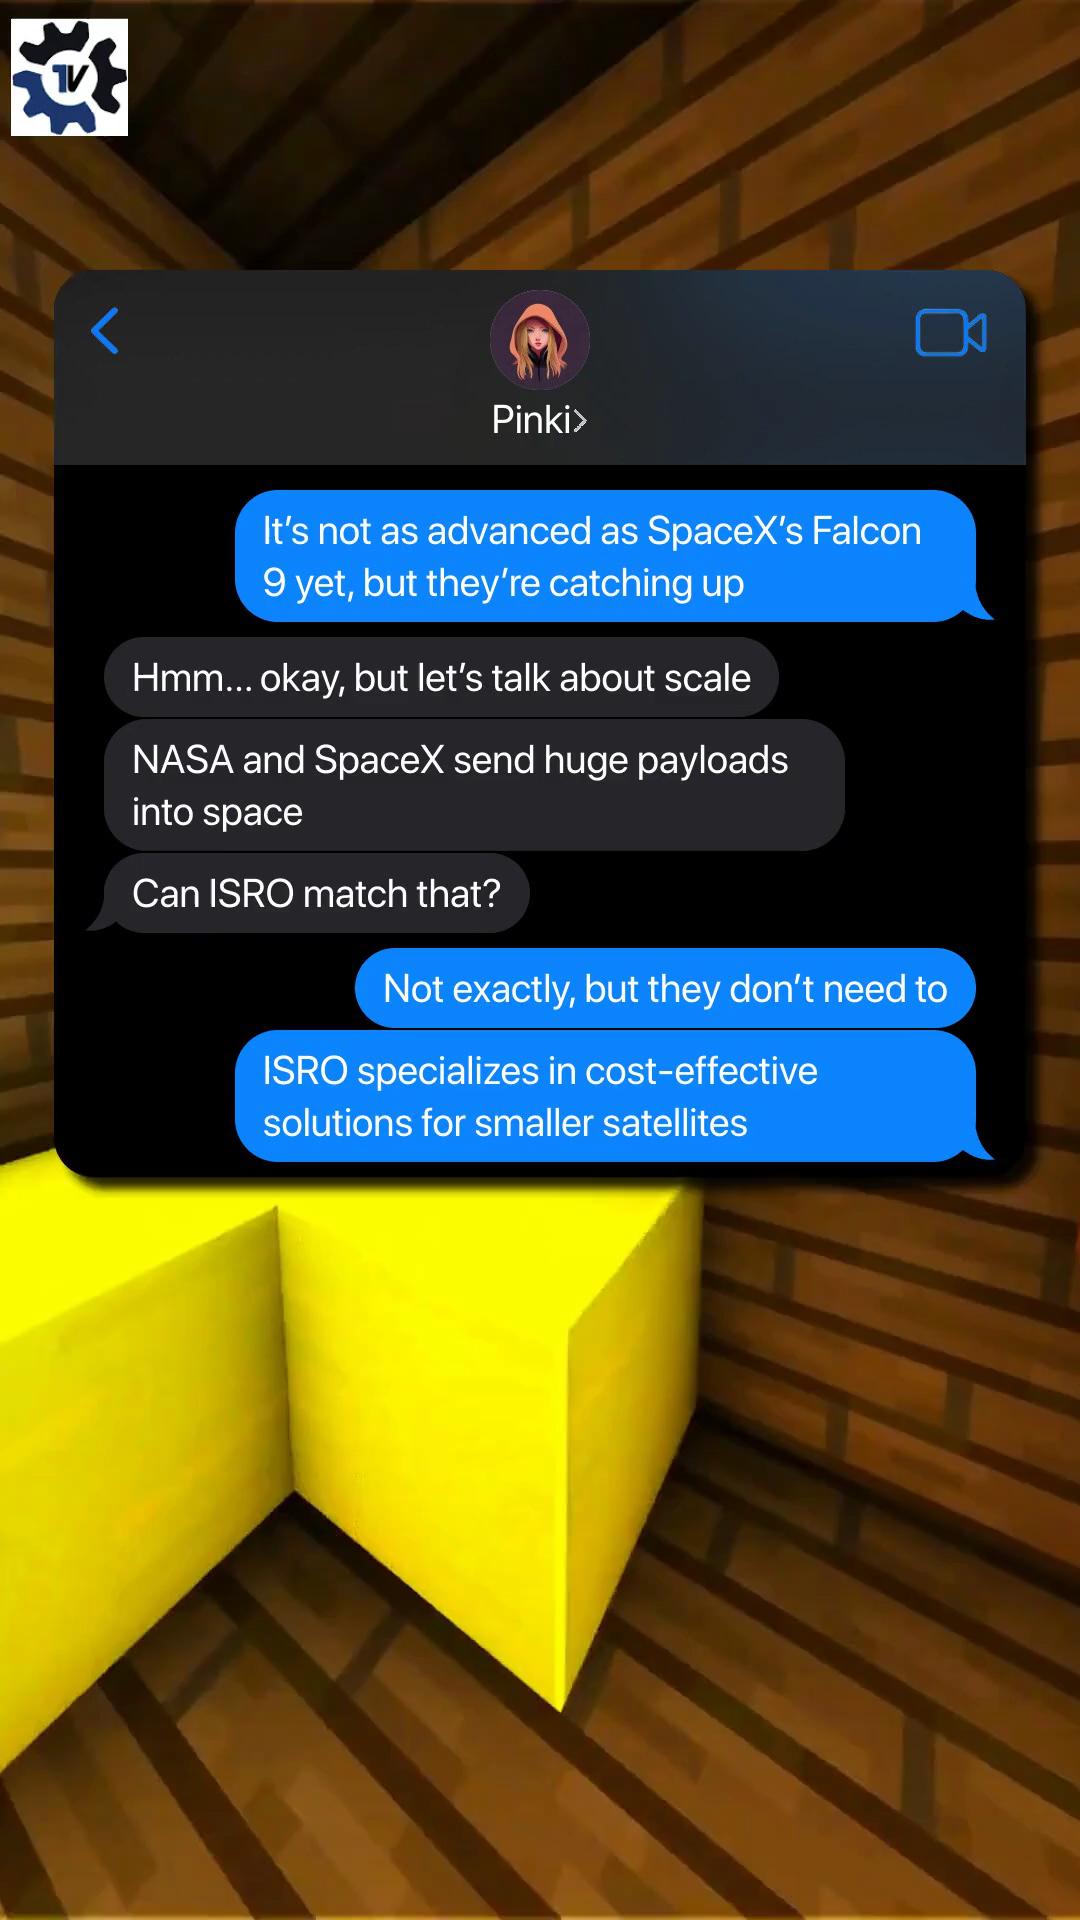 1V
Pinki
It’s not as advanced as SpaceX’s Falcon
9 yet, but they’re catching up
Hmm... okay, but let’s talk about scale
NASA and SpaceX send huge payloads
into space
Can ISRO match that?
Not exactly, but they don’t need to
ISRO specializes in cost-effective
solutions for smaller satellites